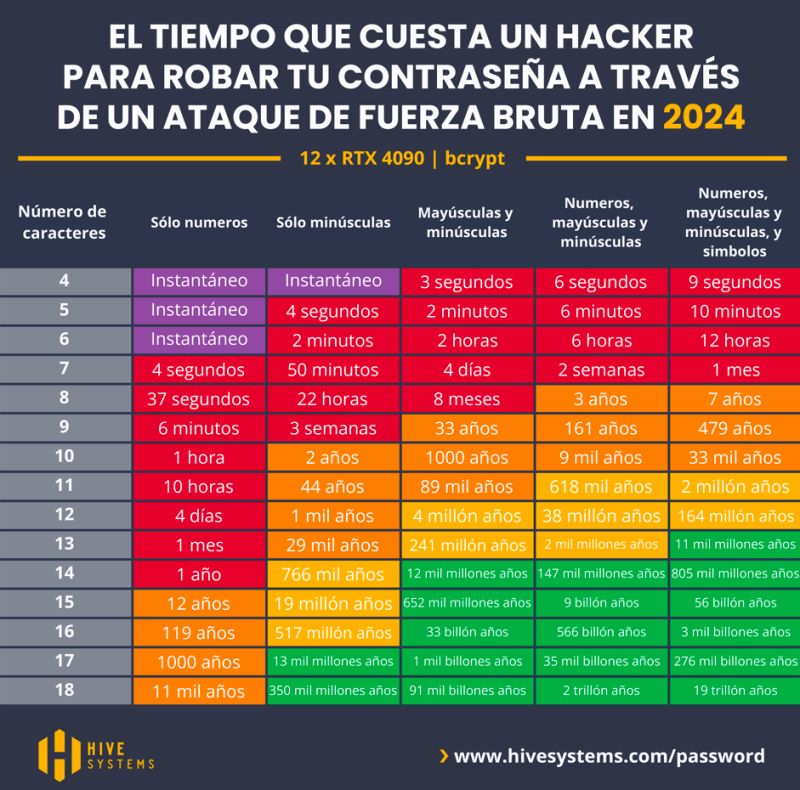 EL TIEMPO QUE CUESTA UN HACKER
PARA ROBAR TU CONTRASEÑA A TRAVÉS
DE UN ATAQUE DE FUERZA BRUTA EN 2024
12 x RTX 4090 | bcrypt
Número de caracteres Sólo numeros Sólo minúsculas Mayúsculas y minúsculas Numeros, mayúsculas y minúsculas Numeros, mayúsculas y minúsculas, y simbolos
4 Instantáneo Instantáneo 3 segundos 6 segundos 9 segundos
5 Instantáneo 4 segundos 2 minutos 6 minutos 10 minutos
6 Instantáneo 2 minutos 2 horas 6 horas 12 horas
7 4 segundos 50 minutos 4 días 2 semanas 1 mes
8 37 segundos 22 horas 8 meses 3 años 7 años
9 6 minutos 3 semanas 33 años 161 años 479 años
10 1 hora 2 años 1000 años 9 mil años 33 mil años
11 10 horas 44 años 89 mil años 618 mil años 2 millón años
12 4 días 1 mil años 4 millón años 38 millón años 164 millón años
13 1 mes 29 mil años 241 millón años 2 mil millones años 11 mil millones años
14 1 año 766 mil años 12 mil millones años 147 mil millones años 805 mil millones años
15 12 años 19 millón años 652 mil millones años 9 billón años 56 billón años
16 119 años 517 millón años 33 billón años 566 billón años 3 mil billones años
17 1000 años 13 mil millones años 1 mil billones años 35 mil billones años 276 mil billones años
18 11 mil años 350 mil millones años 91 mil billones años 2 trillón años 19 trillón años
HIVE
SYSTEMS
www.hivesystems.com/password